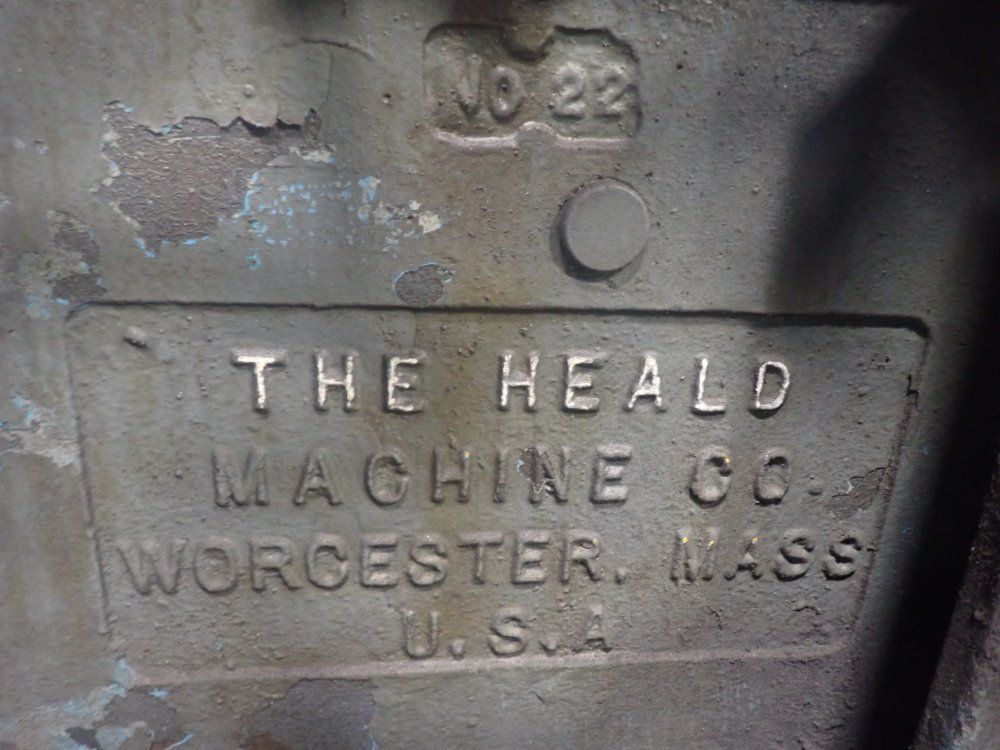 NO 22
THE HEALD
MACHINE CO.
WORCESTER, MASS
U.S.A